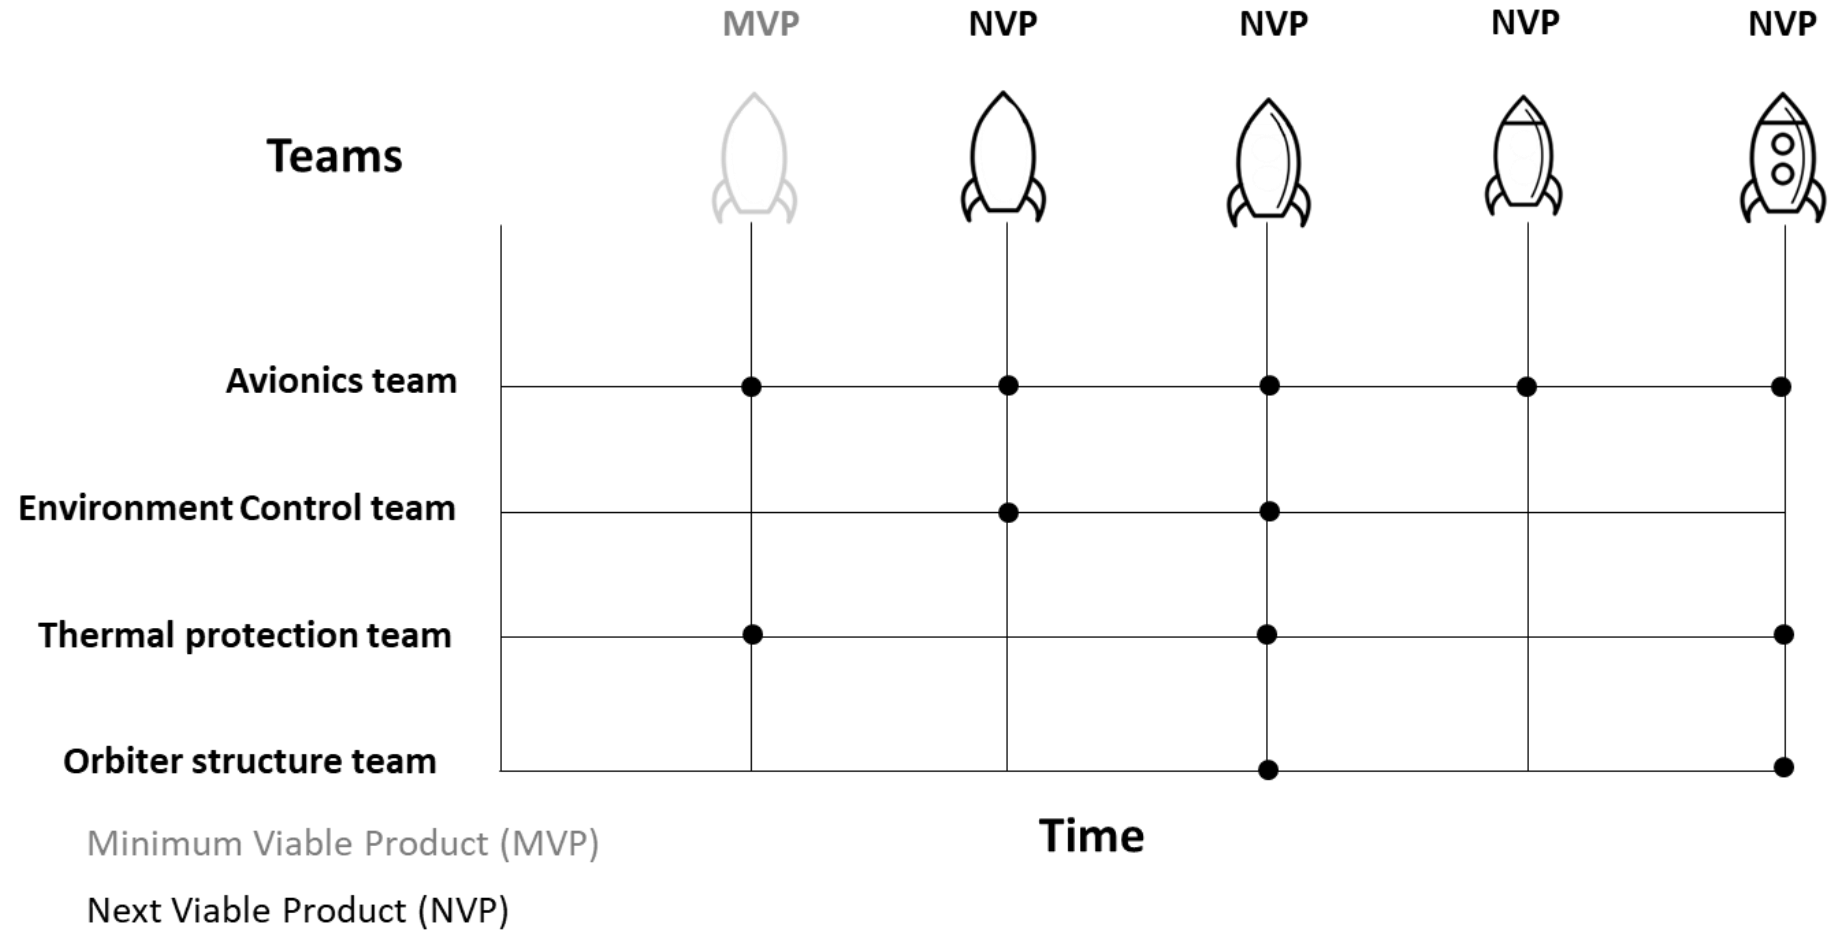 MVP NVP NVP NVP NVP
Teams
Avionics team
Environment Control team
Thermal protection team
Orbiter structure team
Time
Minimum Viable Product (MVP)
Next Viable Product (NVP)